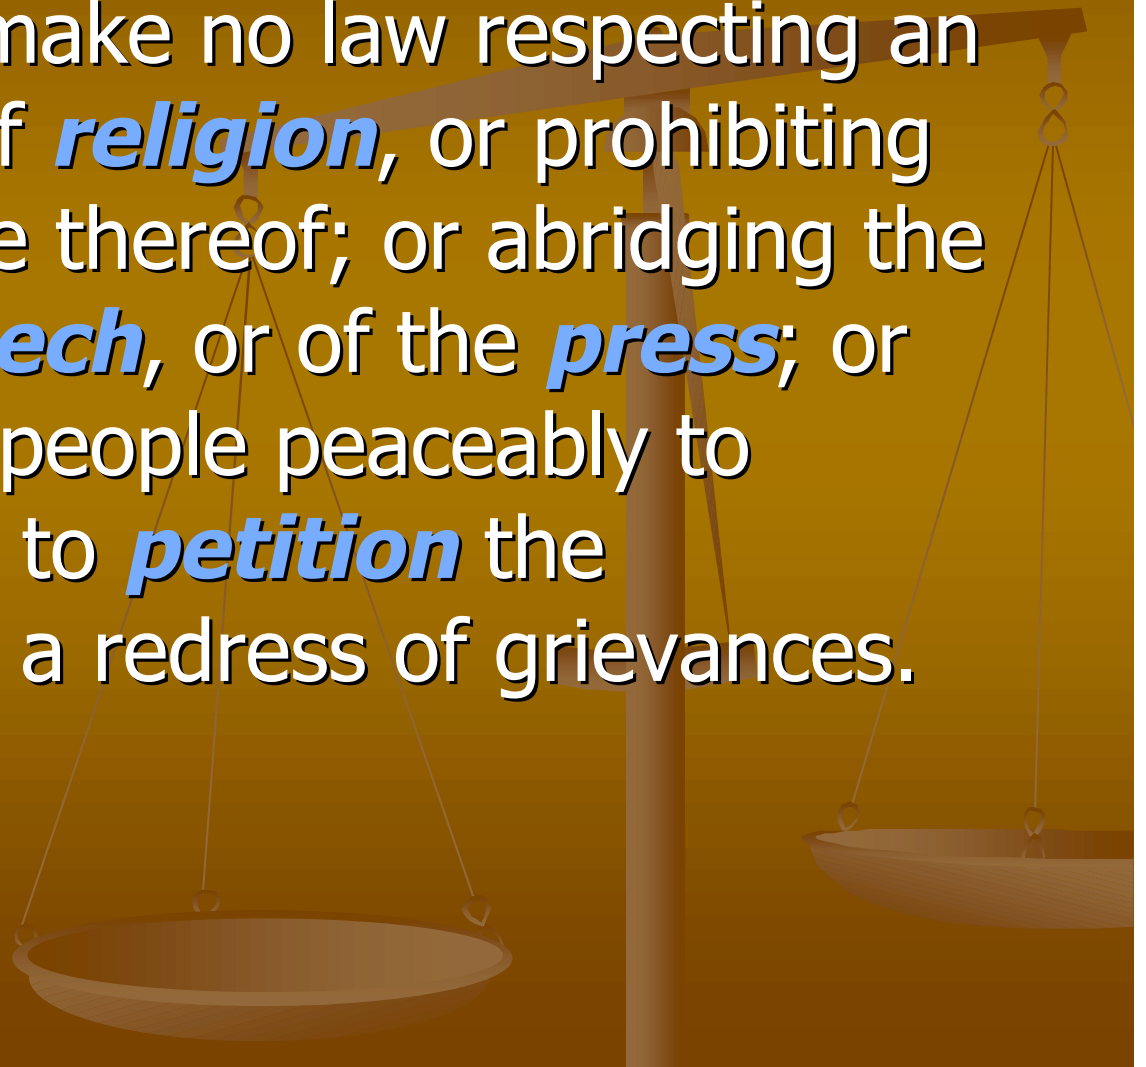 make no law respecting an
f religion, or prohibiting
e thereof; or abridging the
ech, or of the press; or
people peaceably to
to petition the
a redress of grievances.